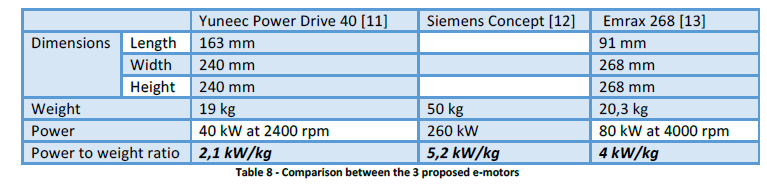 Yuneec Power Drive 40 [11] Siemens Concept [12] Emrax 268 [13]
Dimensions Length 163 mm 91 mm
Width 240 mm 268 mm
Height 240 mm 268 mm
Weight 19 kg 50 kg 20,3 kg
Power 40 kW at 2400 rpm 260 kW 80 kW at 4000 rpm
Power to weight ratio 2,1 kW/kg 5,2 kW/kg 4 kW/kg
Table 8 - Comparison between the 3 proposed e-motors